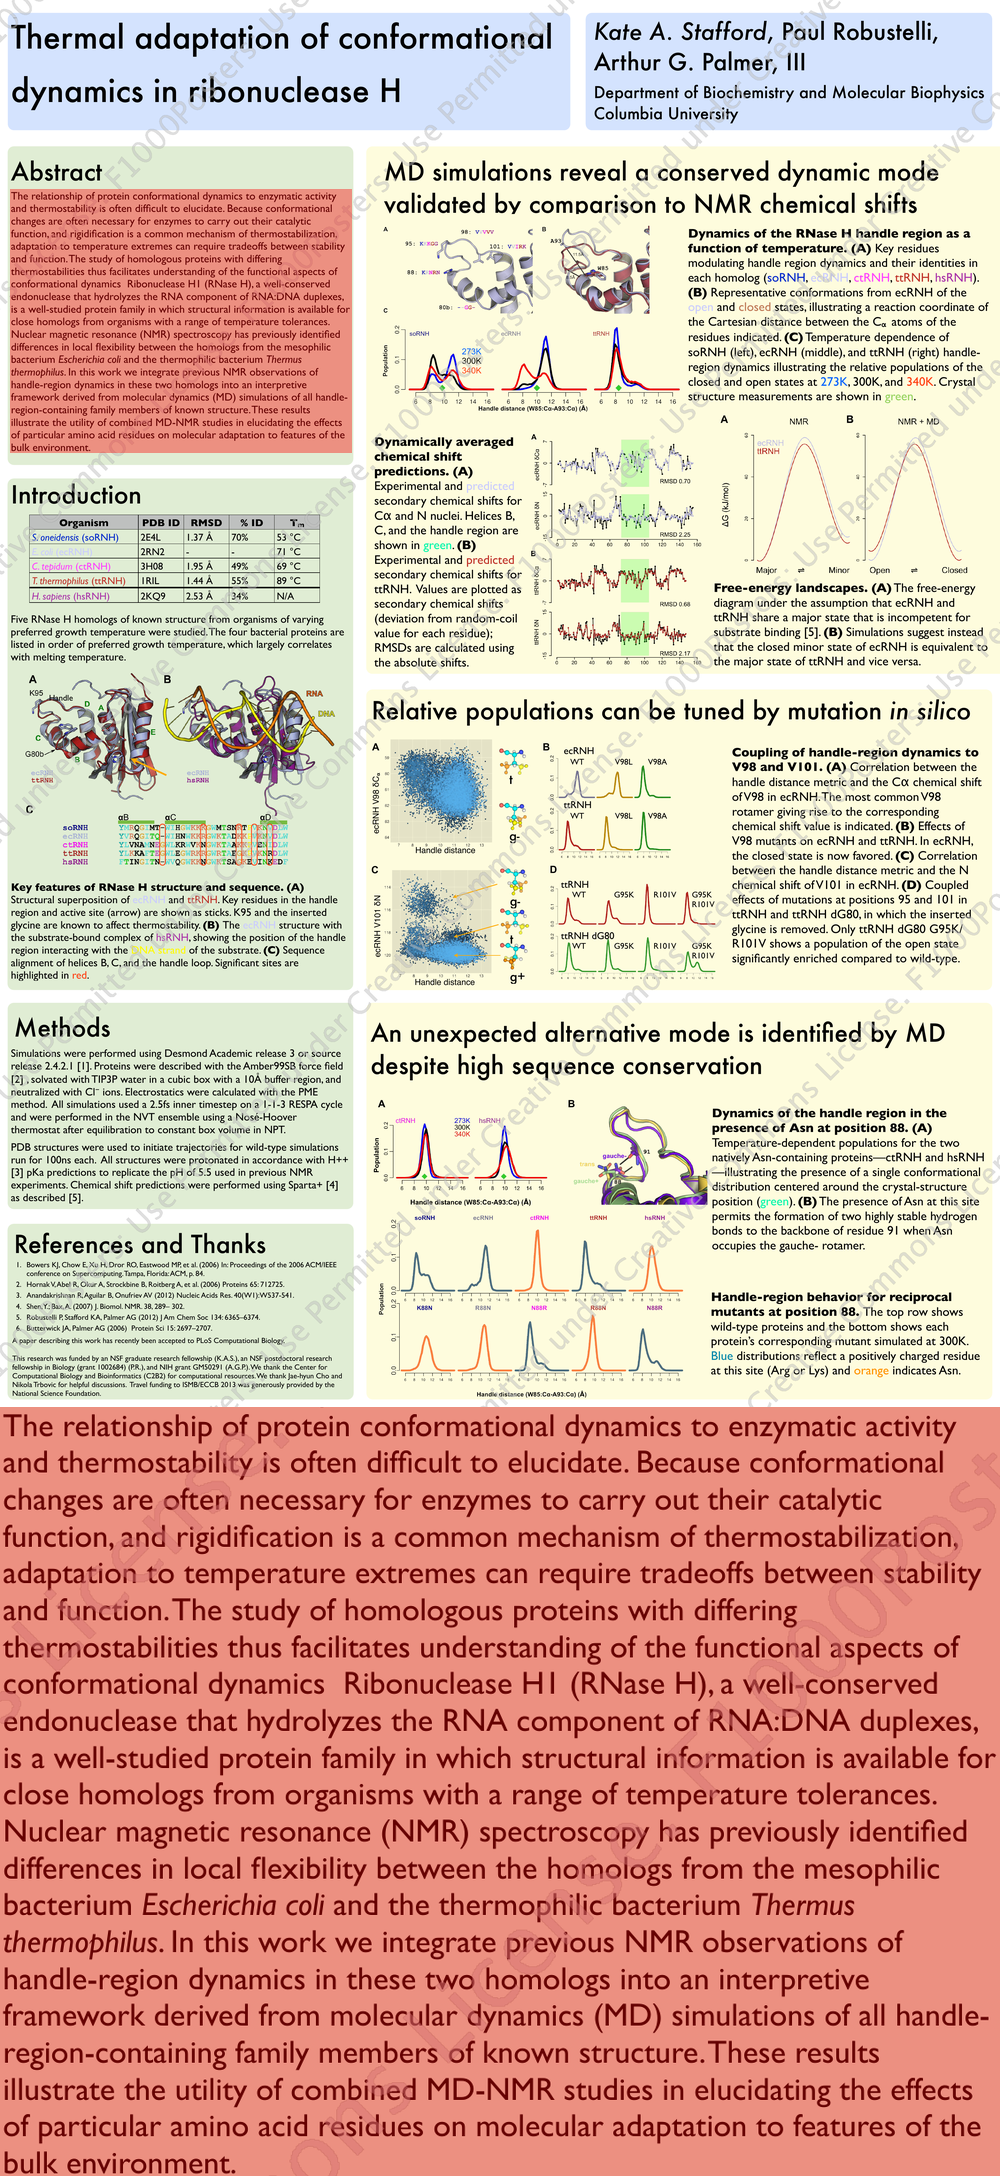 Thermal adaptation of conformational
dynamics in ribonuclease H
Kate A. Stafford, Paul Robustelli,
Arthur G. Palmer, III
Department of Biochemistry and Molecular Biophysics
Columbia University
Abstract
The relationship of protein conformational dynamics to enzymatic activity
and thermostability is often difficult to elucidate. Because conformational
changes are often necessary for enzymes to carry out their catalytic
function, and rigidification is a common mechanism of thermostabilization,
adaptation to temperature extremes can require tradeoffs between stability
and function. The study of homologous proteins with differing
thermostabilities thus facilitates understanding of the functional aspects of
conformational dynamics  Ribonuclease H1 (RNase H), a well-conserved
endonuclease that hydrolyzes the RNA component of RNA:DNA duplexes,
is a well-studied protein family in which structural information is available for
close homologs from organisms with a range of temperature tolerances.
Nuclear magnetic resonance (NMR) spectroscopy has previously identified
differences in local flexibility between the homologs from the mesophilic
bacterium Escherichia coli and the thermophilic bacterium Thermus
thermophilus. In this work we integrate previous NMR observations of
handle-region dynamics in these two homologs into an interpretive
framework derived from molecular dynamics (MD) simulations of all handle-
region-containing family members of known structure. These results
illustrate the utility of combined MD-NMR studies in elucidating the effects
of particular amino acid residues on molecular adaptation to features of the
bulk environment.
Introduction
Organism PDB ID RMSD % ID Tm
S. oneidensis (soRNH) 2E4L 1.37 Å 70% 53 °C
E. coli (ecRNH) 2RN2 - - 71 °C
C. tepidum (ctRNH) 3H08 1.95 Å 49% 69 °C
T. thermophilus (ttRNH) 1RIL 1.44 Å 55% 89 °C
H. sapiens (hsRNH) 2KQ9 2.53 Å 34% N/A
Five RNase H homologs of known structure from organisms of varying
preferred growth temperature were studied. The four bacterial proteins are
listed in order of preferred growth temperature, which largely correlates
with melting temperature.
A
K95
Handle
G80b
ecRNH
ttRNH
B
RNA
DNA
ecRNH
hsRNH
C
αB αC αD
soRNH
ecRNH
ctRNH
ttRNH
hsRNH
Key features of RNase H structure and sequence. (A)
Structural superposition of ecRNH and ttRNH. Key residues in the handle
region and active site (arrow) are shown as sticks. K95 and the inserted
glycine are known to affect thermostability. (B) The ecRNH structure with
the substrate-bound complex of hsRNH, showing the position of the handle
region interacting with the DNA strand of the substrate. (C) Sequence
alignment of helices B, C, and the handle loop. Significant sites are
highlighted in red.
Methods
Simulations were performed using Desmond Academic release 3 or source
release 2.4.2.1 [1]. Proteins were described with the Amber99SB force field
[2] , solvated with TIP3P water in a cubic box with a 10Å buffer region, and
neutralized with Cl⁻ ions. Electrostatics were calculated with the PME
method. All simulations used a 2.5fs inner timestep on a 1-1-3 RESPA cycle
and were performed in the NVT ensemble using a Nosé-Hoover
thermostat after equilibration to constant box volume in NPT.
PDB structures were used to initiate trajectories for wild-type simulations
run for 100ns each. All structures were protonated in accordance with H++
[3] pKa predictions to replicate the pH of 5.5 used in previous NMR
experiments. Chemical shift predictions were performed using Sparta+ [4]
as described [5].
References and Thanks
1. Bowers KJ, Chow E, Xu H, Dror RO, Eastwood MP, et al. (2006) In: Proceedings of the 2006 ACM/IEEE
conference on Supercomputing. Tampa, Florida: ACM, p. 84.
2. Hornak V, Abel R, Okur A, Strockbine B, Roitberg A, et al. (2006) Proteins 65: 712725.
3. Anandakrishnan R, Aguilar B, Onufriev AV (2012) Nucleic Acids Res. 40(W1):W537-541.
4. Shen, Y.; Bax, A. (2007) J. Biomol. NMR. 38, 289– 302.
5. Robustelli P, Stafford KA, Palmer AG (2012) J Am Chem Soc 134: 6365–6374.
6. Butterwick JA, Palmer AG (2006) Protein Sci 15: 2697–2707.
A paper describing this work has recently been accepted to PLoS Computational Biology.
This research was funded by an NSF graduate research fellowship (K.A.S.), an NSF postdoctoral research
fellowship in Biology (grant 1002684) (P.R.), and NIH grant GM50291 (A.G.P.). We thank the Center for
Computational Biology and Bioinformatics (C2B2) for computational resources. We thank Jae-hyun Cho and
Nikola Trbovic for helpful discussions. Travel funding to ISMB/ECCB 2013 was generously provided by the
National Science Foundation.
MD simulations reveal a conserved dynamic mode
validated by comparison to NMR chemical shifts
Dynamics of the RNase H handle region as a
function of temperature. (A) Key residues
modulating handle region dynamics and their identities in
each homolog (soRNH, ecRNH, ctRNH, ttRNH, hsRNH).
(B) Representative conformations from ecRNH of the
open and closed states, illustrating a reaction coordinate of
the Cartesian distance between the Cα atoms of the
residues indicated. (C) Temperature dependence of
soRNH (left), ecRNH (middle), and ttRNH (right) handle-
region dynamics illustrating the relative populations of the
closed and open states at 273K, 300K, and 340K. Crystal
structure measurements are shown in green.
soRNH ecRNH ttRNH
273K
300K
340K
Population
Handle distance (W85:Cα-A93:Cα)
Dynamically averaged
chemical shift
predictions. (A)
Experimental and predicted
secondary chemical shifts for
Cα and N nuclei. Helices B,
C, and the handle region are
shown in green. (B)
Experimental and predicted
secondary chemical shifts for
ttRNH. Values are plotted as
secondary chemical shifts
(deviation from random-coil
value for each residue);
RMSDs are calculated using
the absolute shifts.
RMSD 0.70
RMSD 2.25
RMSD 0.68
RMSD 2.17
A NMR
B NMR + MD
ecRNH
ttRNH
ΔG (kJ/mol)
Major ⇌ Minor
Open ⇌ Closed
Free-energy landscapes. (A) The free-energy
diagram under the assumption that ecRNH and
ttRNH share a major state that is incompetent for
substrate binding [5]. (B) Simulations suggest instead
that the closed minor state of ecRNH is equivalent to
the major state of ttRNH and vice versa.
Relative populations can be tuned by mutation in silico
A
ecRNH V98 δCα
Handle distance
t
g-
B
ecRNH
WT V98L V98A
ttRNH
WT V98L V98A
C
ecRNH V101 δN
Handle distance
g-
t
g+
D
ttRNH
WT G95K R101V G95K
R101V
ttRNH dG80
WT G95K R101V G95K
R101V
Coupling of handle-region dynamics to
V98 and V101. (A) Correlation between the
handle distance metric and the Cα chemical shift
of V98 in ecRNH. The most common V98
rotamer giving rise to the corresponding
chemical shift value is indicated. (B) Effects of
V98 mutants on ecRNH and ttRNH. In ecRNH,
the closed state is now favored. (C) Correlation
between the handle distance metric and the N
chemical shift of V101 in ecRNH. (D) Coupled
effects of mutations at positions 95 and 101 in
ttRNH and ttRNH dG80, in which the inserted
glycine is removed. Only ttRNH dG80 G95K/
R101V shows a population of the open state
significantly enriched compared to wild-type.
An unexpected alternative mode is identified by MD
despite high sequence conservation
A
ctRNH hsRNH
273K
300K
340K
Population
Handle distance (W85:Cα-A93:Cα)
B
gauche-
trans
gauche+
91
Dynamics of the handle region in the
presence of Asn at position 88. (A)
Temperature-dependent populations for the two
natively Asn-containing proteins—ctRNH and hsRNH
—illustrating the presence of a single conformational
distribution centered around the crystal-structure
position (green). (B) The presence of Asn at this site
permits the formation of two highly stable hydrogen
bonds to the backbone of residue 91 when Asn
occupies the gauche- rotamer.
soRNH ecRNH ctRNH ttRNH hsRNH
K88N R88N N88R R88N N88R
Population
Handle distance (W85:Cα-A93:Cα)
Handle-region behavior for reciprocal
mutants at position 88. The top row shows
wild-type proteins and the bottom shows each
protein's corresponding mutant simulated at 300K.
Blue distributions reflect a positively charged residue
at this site (Arg or Lys) and orange indicates Asn.
The relationship of protein conformational dynamics to enzymatic activity
and thermostability is often difficult to elucidate. Because conformational
changes are often necessary for enzymes to carry out their catalytic
function, and rigidification is a common mechanism of thermostabilization,
adaptation to temperature extremes can require tradeoffs between stability
and function. The study of homologous proteins with differing
thermostabilities thus facilitates understanding of the functional aspects of
conformational dynamics  Ribonuclease H1 (RNase H), a well-conserved
endonuclease that hydrolyzes the RNA component of RNA:DNA duplexes,
is a well-studied protein family in which structural information is available for
close homologs from organisms with a range of temperature tolerances.
Nuclear magnetic resonance (NMR) spectroscopy has previously identified
differences in local flexibility between the homologs from the mesophilic
bacterium Escherichia coli and the thermophilic bacterium Thermus
thermophilus. In this work we integrate previous NMR observations of
handle-region dynamics in these two homologs into an interpretive
framework derived from molecular dynamics (MD) simulations of all handle-
region-containing family members of known structure. These results
illustrate the utility of combined MD-NMR studies in elucidating the effects
of particular amino acid residues on molecular adaptation to features of the
bulk environment.